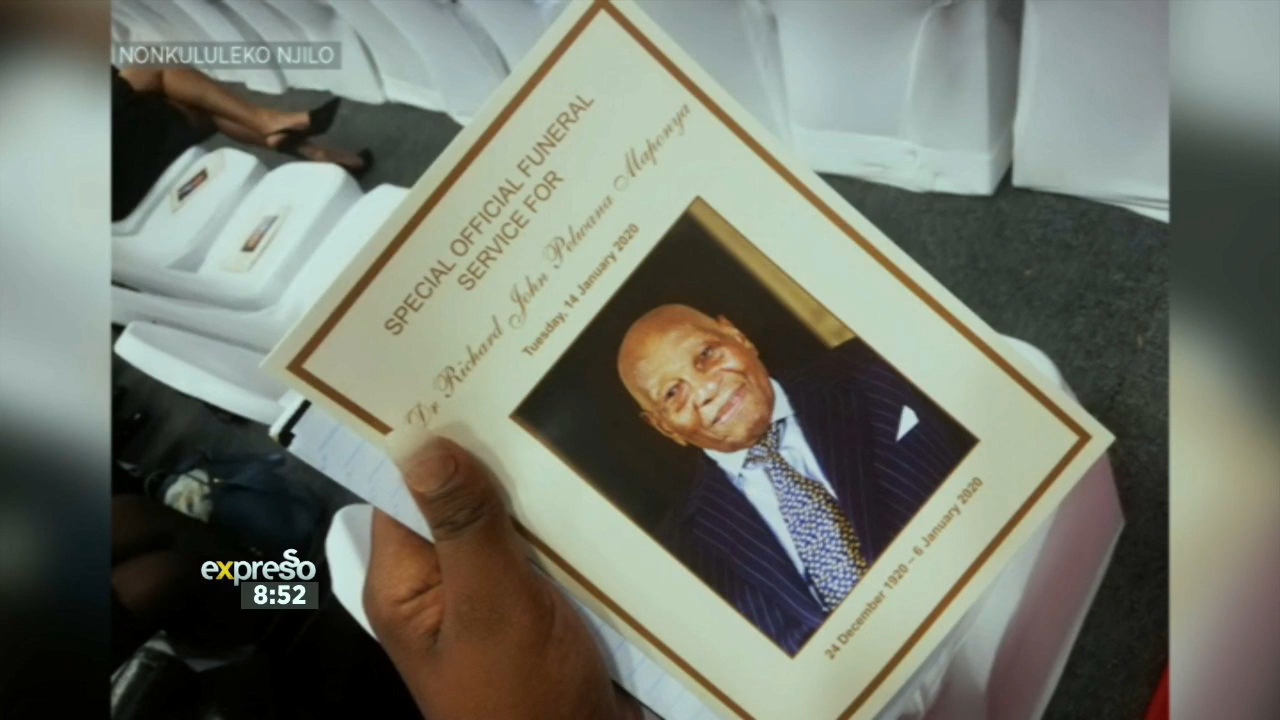 NONKULULEKO NJILO
SPECIAL OFFICIAL FUNERAL
SERVICE FOR
Dr Richard John Pelwana Maponya
Tuesday, 14 January 2020
24 December 1920 – 6 January 2020
expresso
8:52